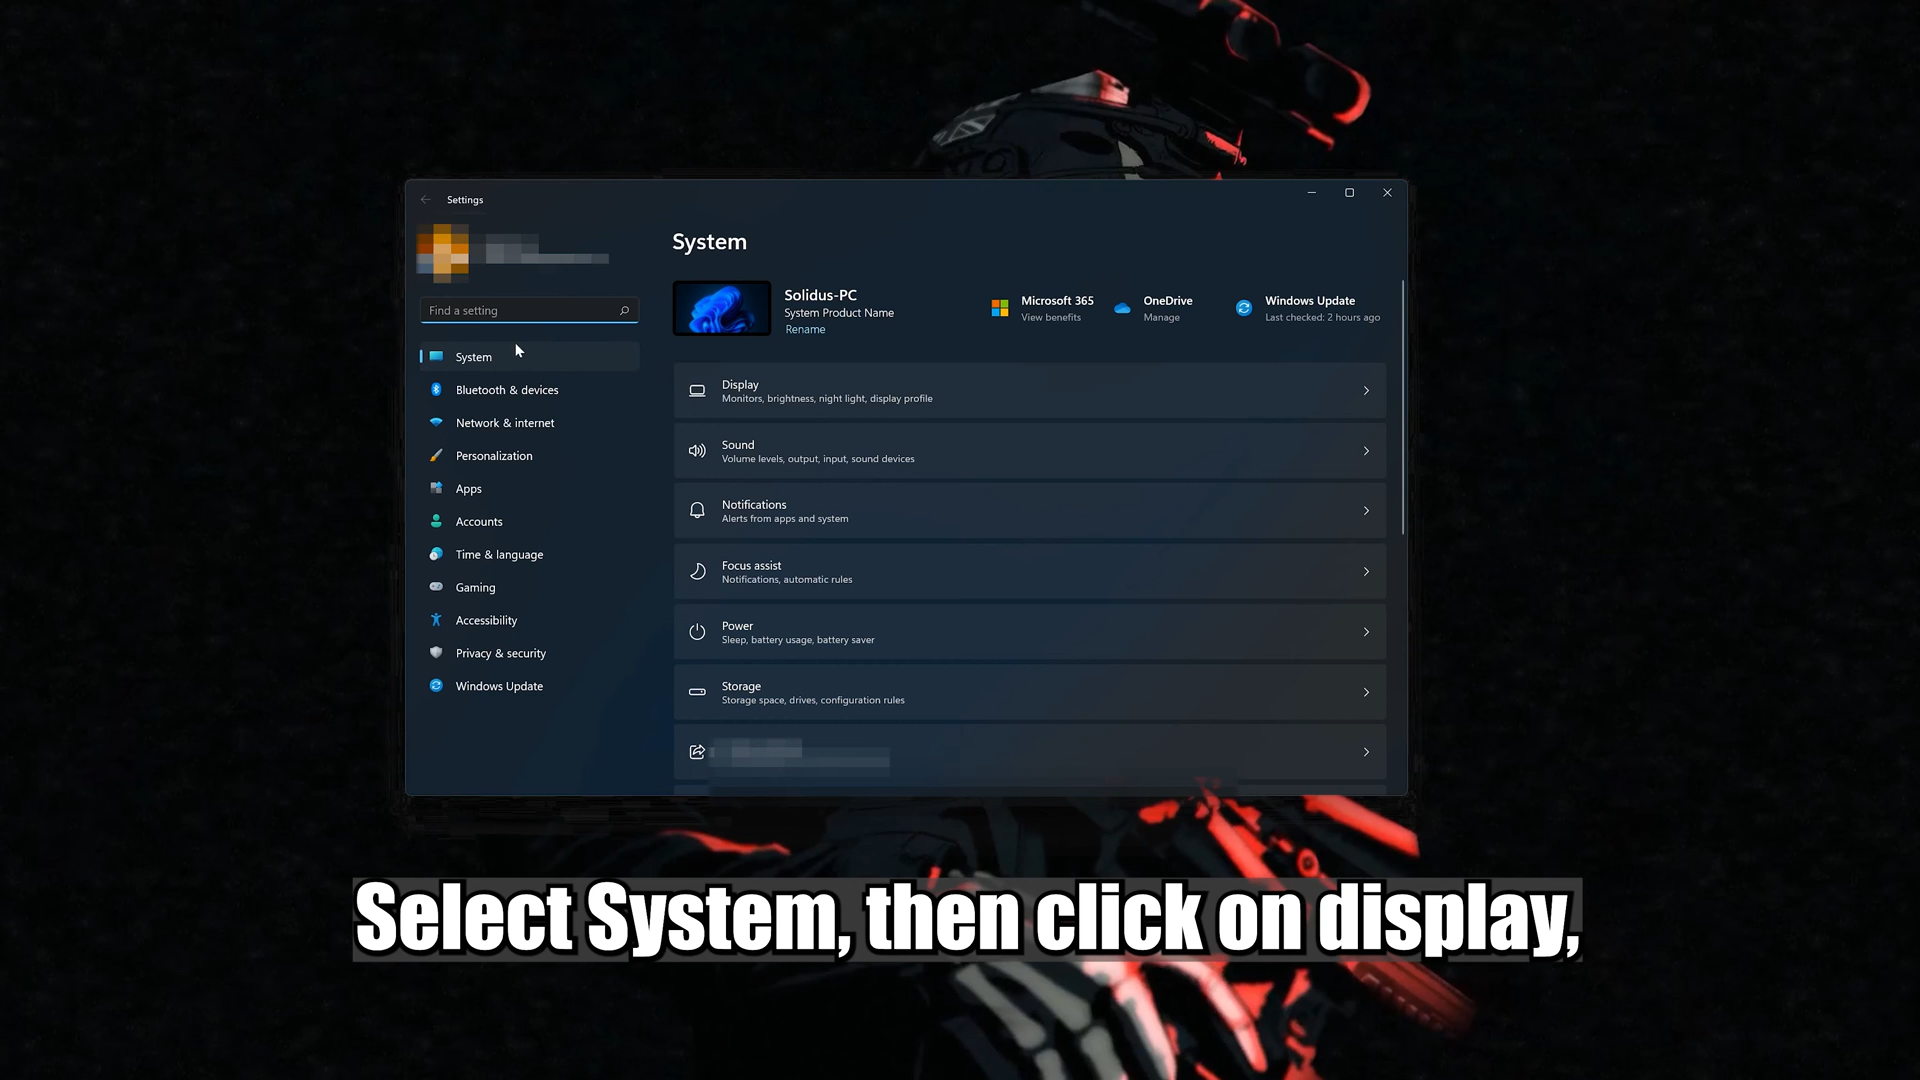 Settings
Find a setting
System
Bluetooth & devices
Network & internet
Personalization
Apps
Accounts
Time & language
Gaming
Accessibility
Privacy & security
Windows Update
System
Solidus-PC
System Product Name
Rename
Microsoft 365
View benefits
OneDrive
Manage
Windows Update
Last checked: 2 hours ago
Display
Monitors, brightness, night light, display profile
Sound
Volume levels, output, input, sound devices
Notifications
Alerts from apps and system
Focus assist
Notifications, automatic rules
Power
Sleep, battery usage, battery saver
Storage
Storage space, drives, configuration rules
Select System, then click on display,